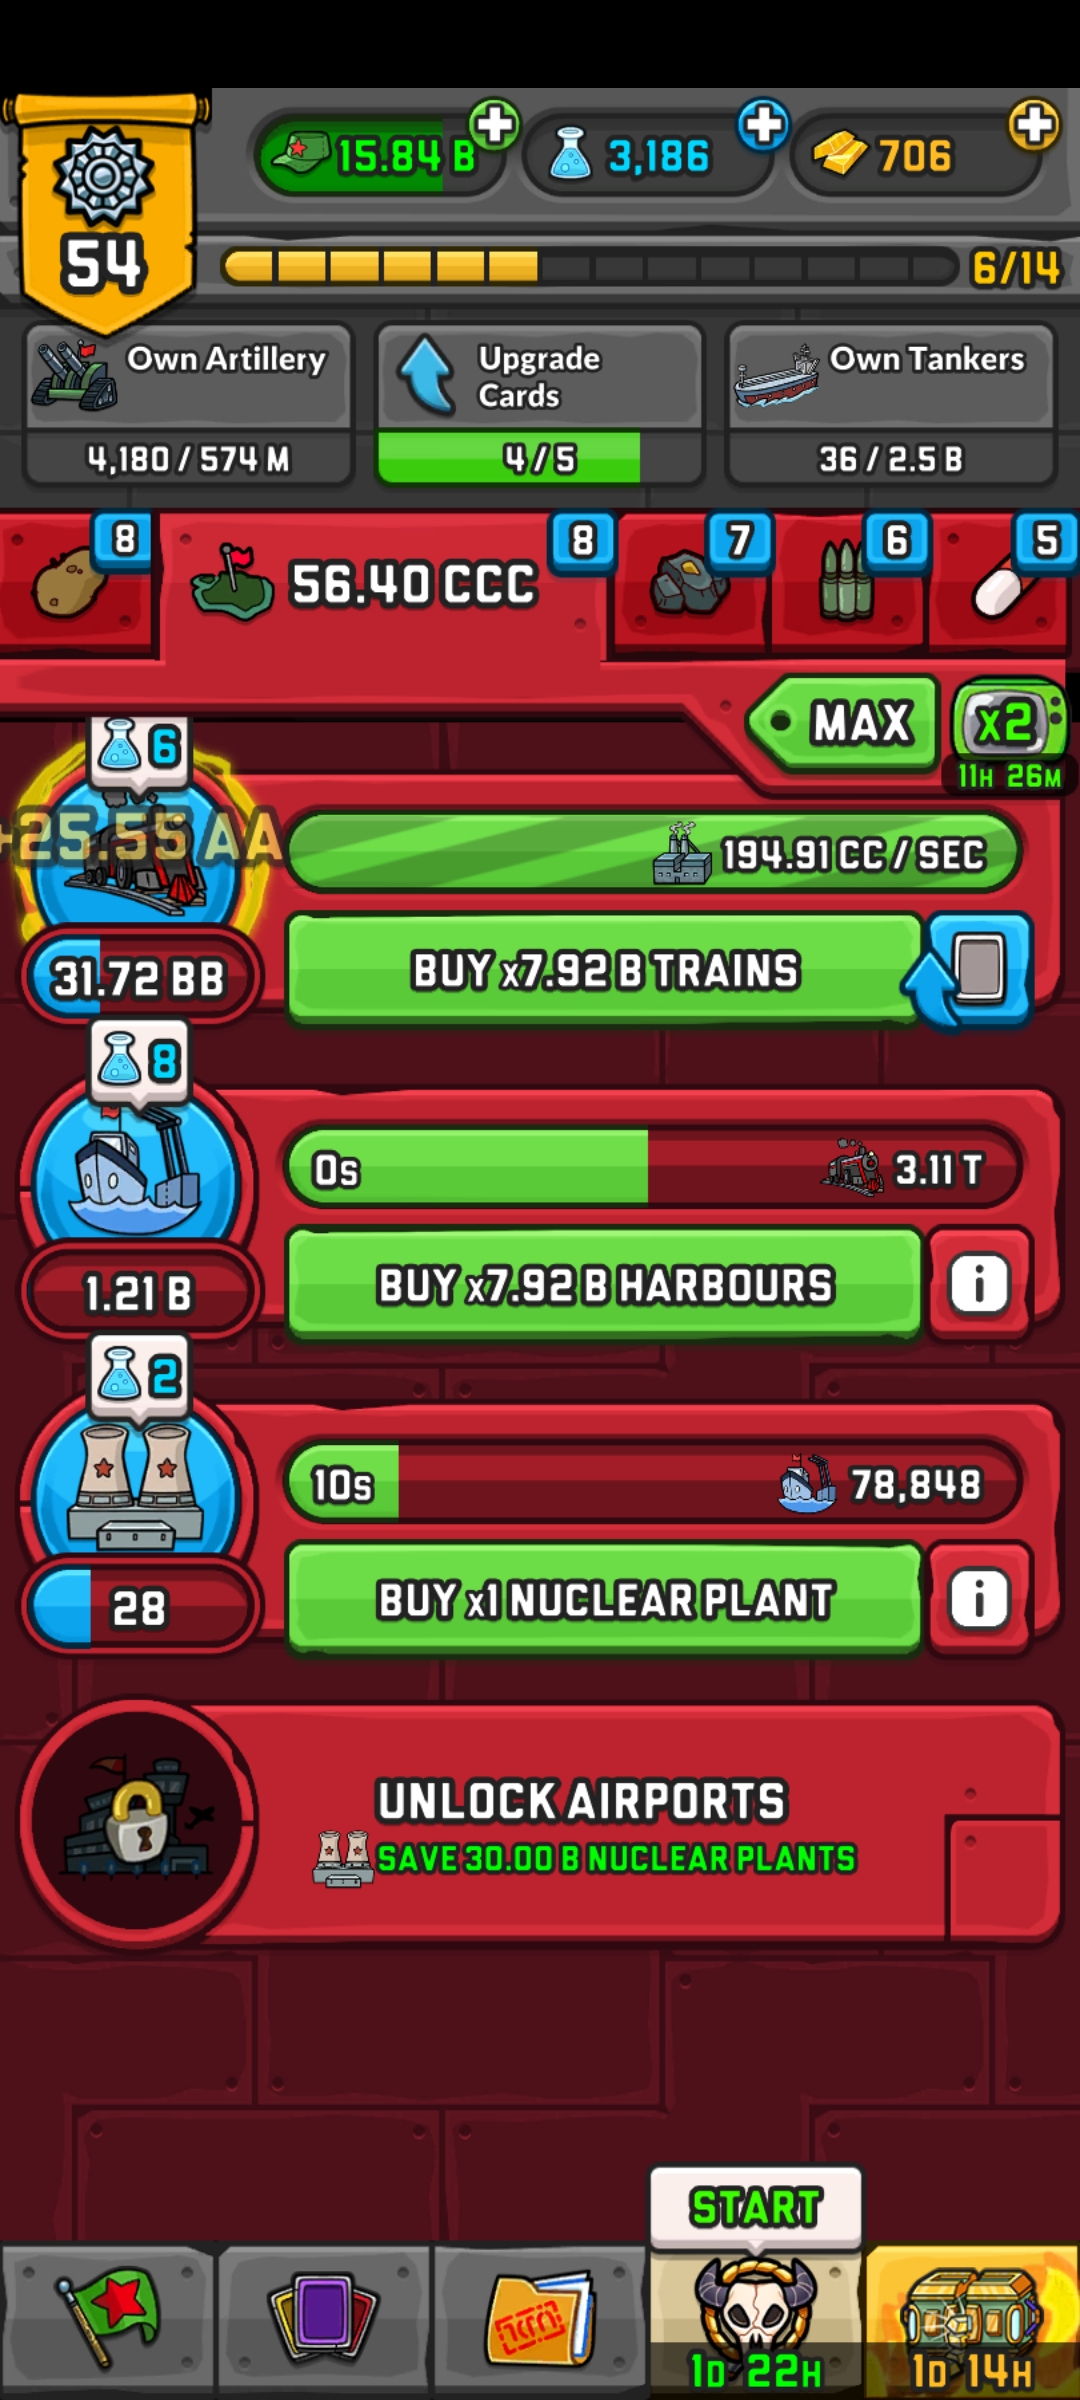 15.84 B
3,186
706
54
6/14
Own Artillery
4,180 / 574 M
Upgrade
Cards
4 / 5
Own Tankers
36 / 2.5 B
8
56.40 CCC
8
7
6
5
MAX
x2
11H 26M
6
+25.55 AA
194.91 CC / SEC
31.72 BB
BUY x7.92 B TRAINS
8
0s
3.11 T
1.21 B
BUY x7.92 B HARBOURS
i
2
10s
78,848
28
BUY x1 NUCLEAR PLANT
i
UNLOCK AIRPORTS
SAVE 30.00 B NUCLEAR PLANTS
START
1D 22H
1D 14H